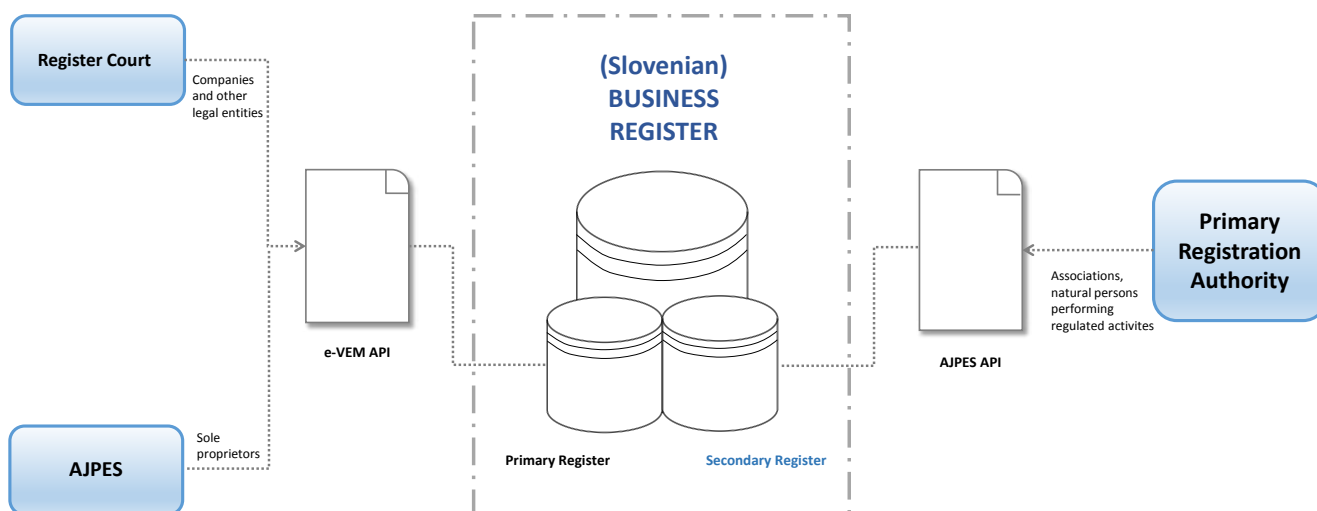 Register Court
Companies
and other
legal entities
(Slovenian)
BUSINESS
REGISTER
e-VEM API
AJPES
Sole
proprietors
Primary Register
Secondary Register
AJPES API
Associations,
natural persons
performing
regulated activites
Primary
Registration
Authority